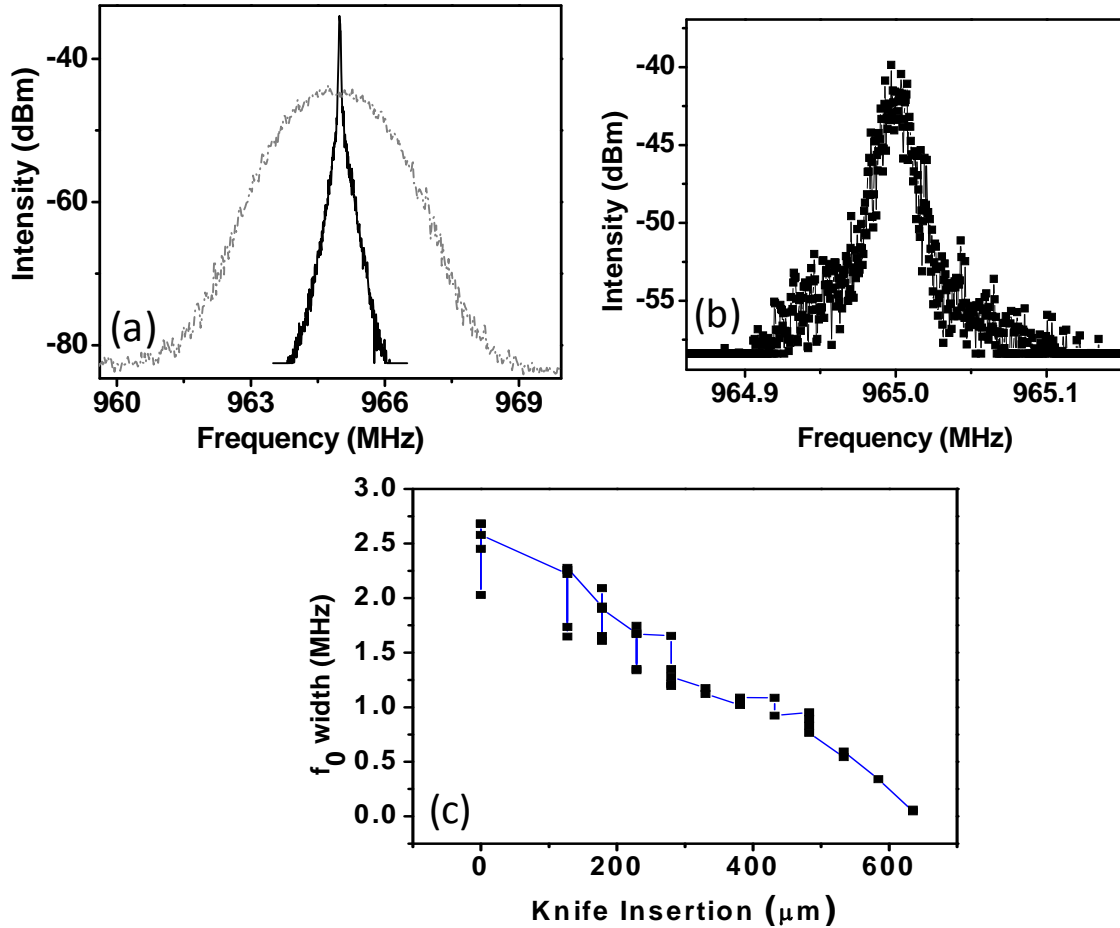 Intensity (dBm)
-40
-60
-80
(a)
960
963
966
969
Frequency (MHz)
Intensity (dBm)
-40
-45
-50
-55
(b)
964.9
965.0
965.1
Frequency (MHz)
f0 width (MHz)
3.0
2.5
2.0
1.5
1.0
0.5
0.0
(c)
0
200
400
600
Knife Insertion (μm)